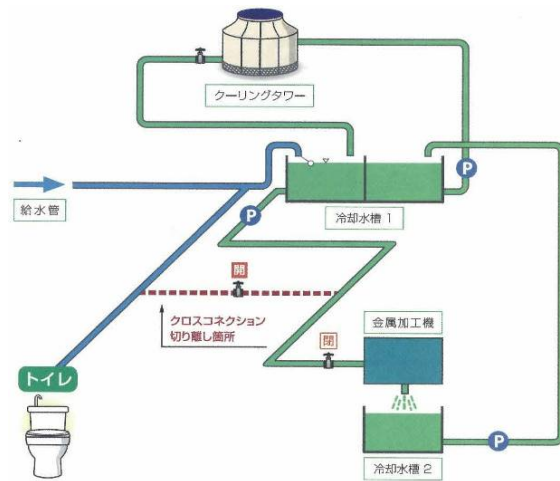 クーリングタワー
給水管
P
冷却水槽 1
P
開
クロスコネクション
切り離し箇所
閉
金属加工機
トイレ
P
冷却水槽 2